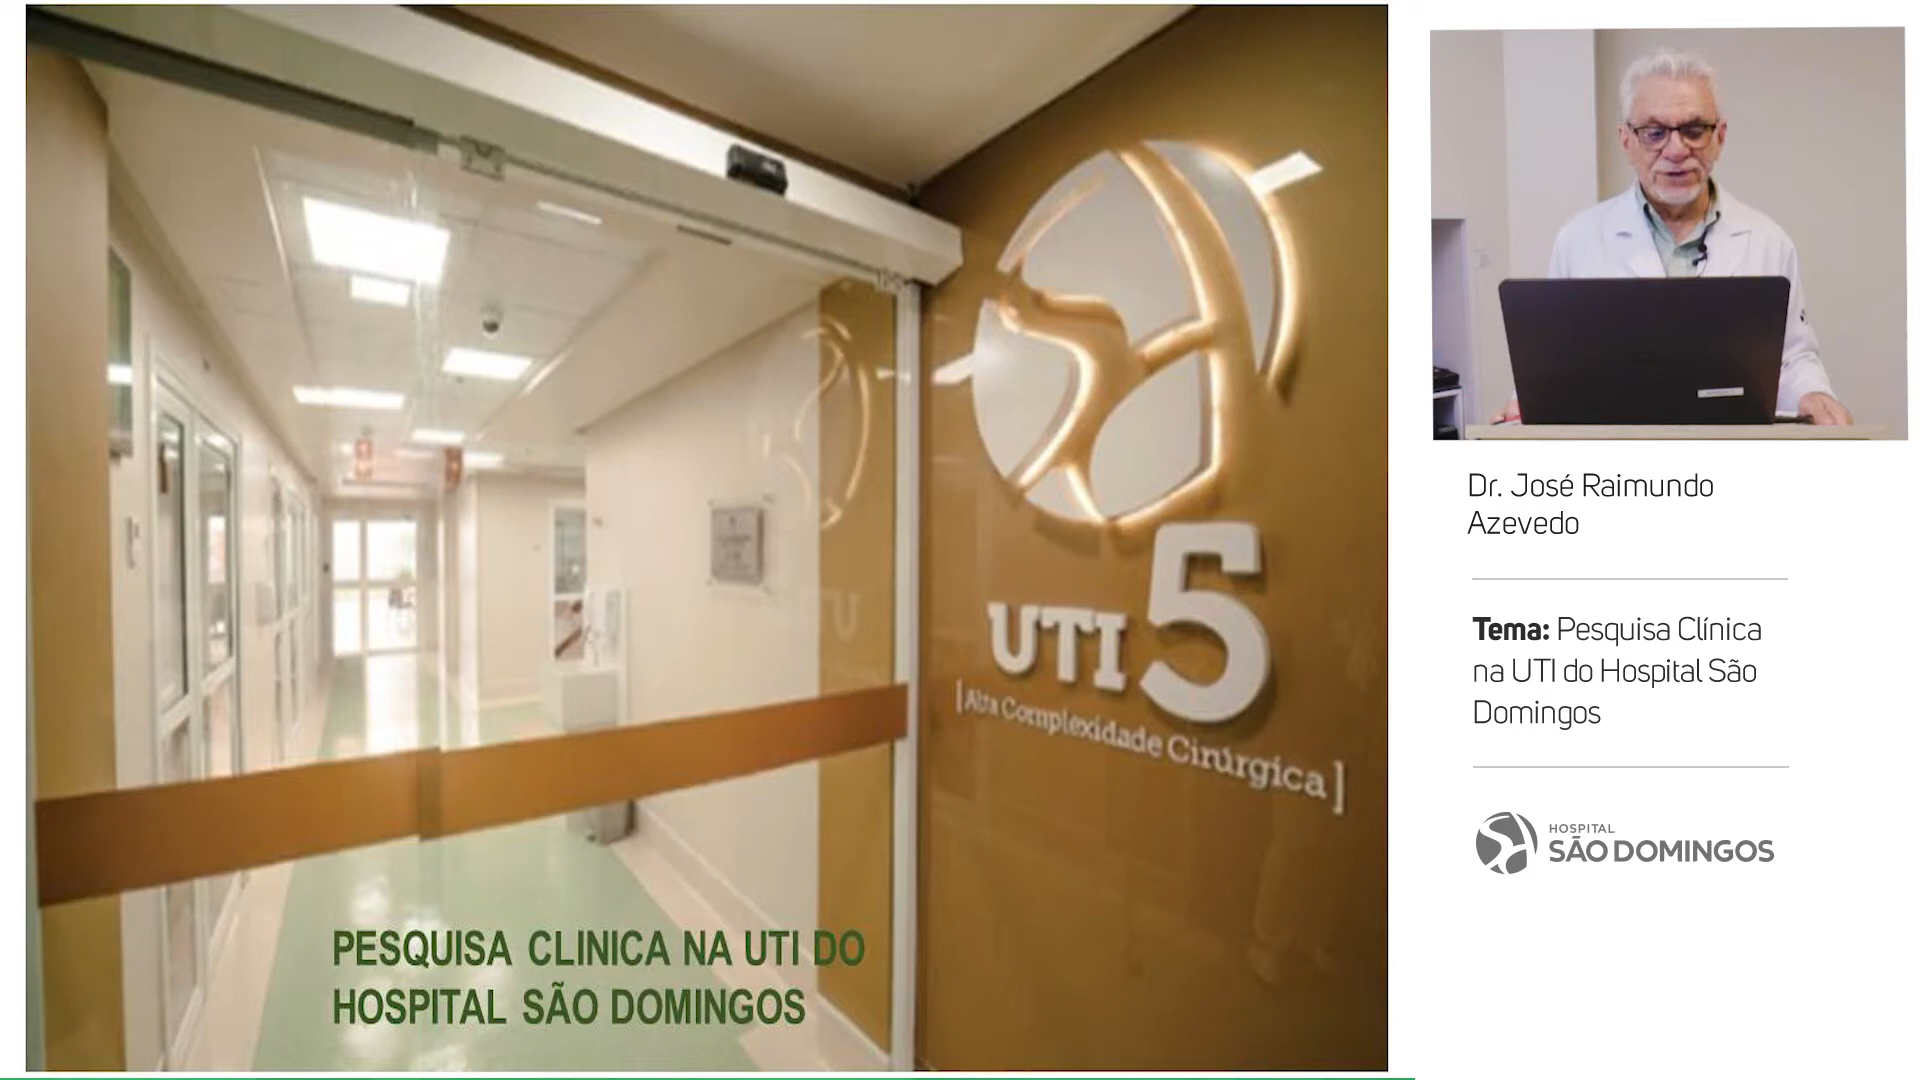 UTI 5
[Alta Complexidade Cirúrgica]
PESQUISA CLINICA NA UTI DO
HOSPITAL SÃO DOMINGOS
Dr. José Raimundo
Azevedo
Tema: Pesquisa Clínica
na UTI do Hospital São
Domingos
HOSPITAL
SÃO DOMINGOS